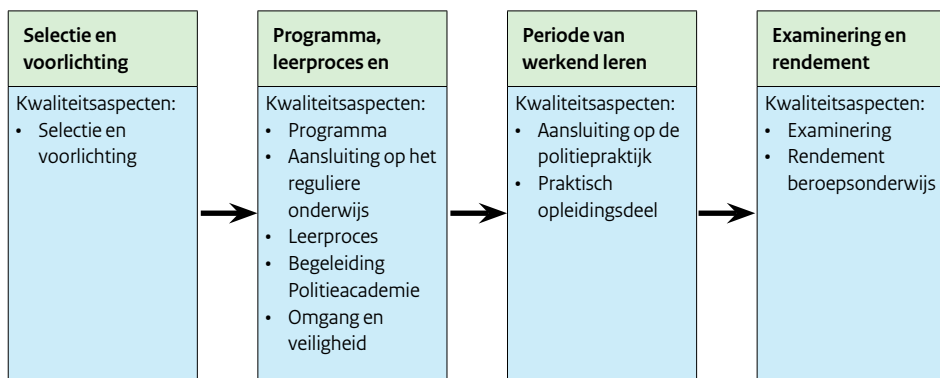 Selectie en
voorlichting
Kwaliteitsaspecten:
• Selectie en
voorlichting
Programma,
leerproces en
Kwaliteitsaspecten:
• Programma
• Aansluiting op het
reguliere
onderwijs
• Leerproces
• Begeleiding
Politieacademie
• Omgang en
veiligheid
Periode van
werkend leren
Kwaliteitsaspecten:
• Aansluiting op de
politiepraktijk
• Praktisch
opleidingsdeel
Examinering en
rendement
Kwaliteitsaspecten:
• Examinering
• Rendement
beroepsonderwijs